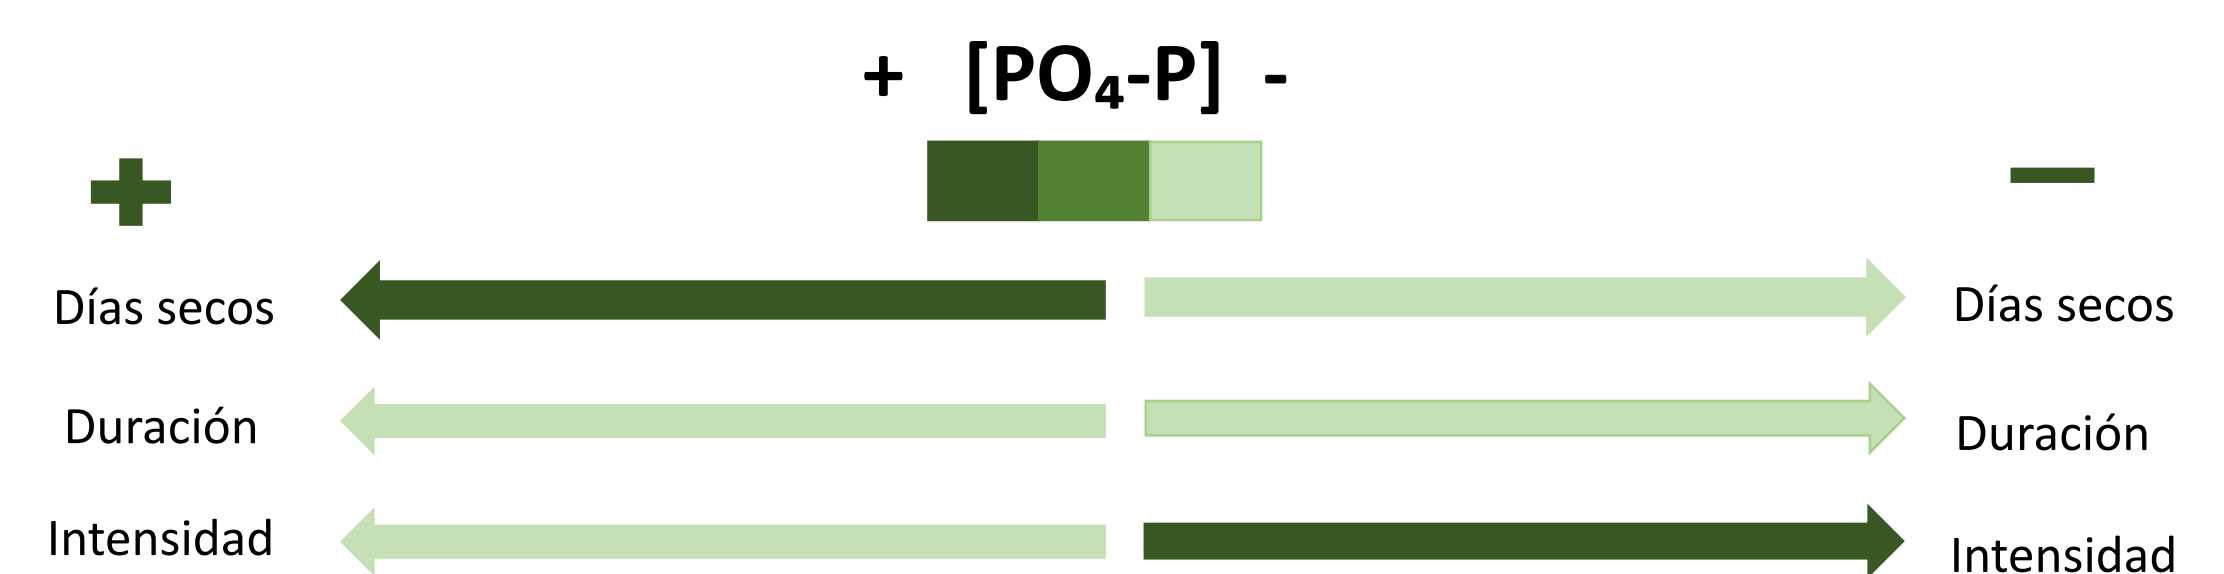 + [PO₄-P] -
Días secos
Días secos
Duración
Duración
Intensidad
Intensidad